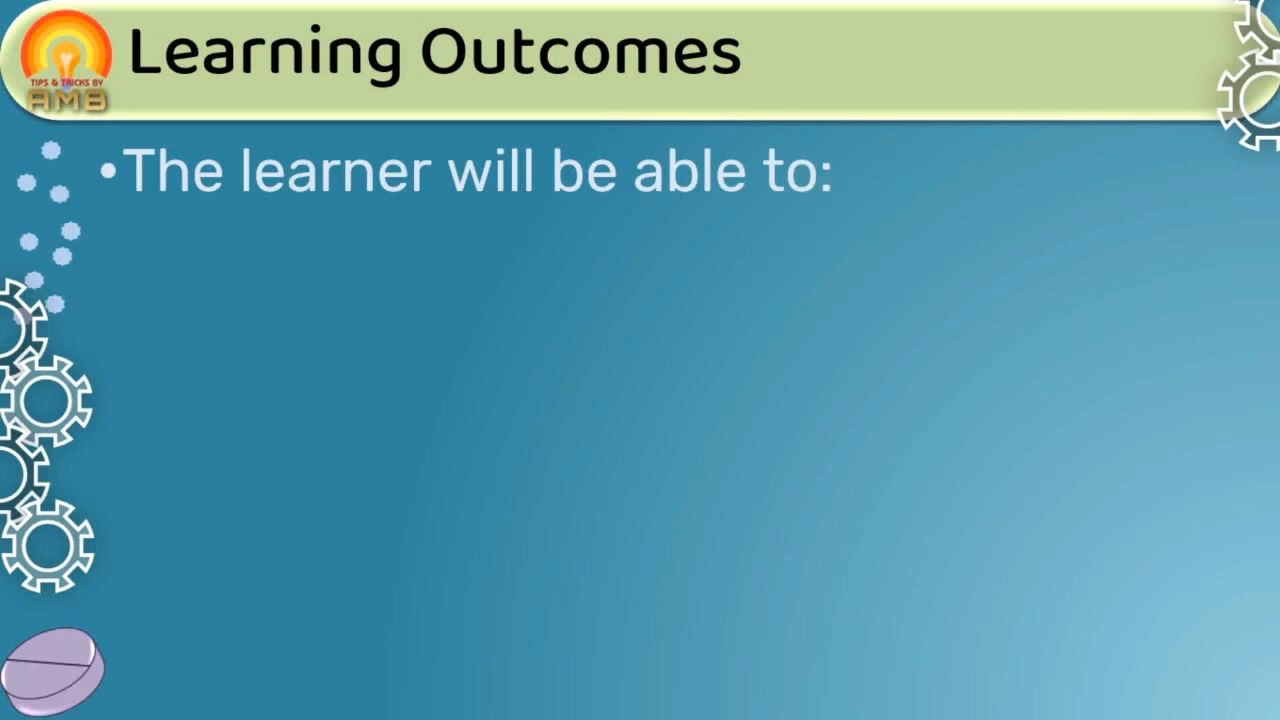 Learning Outcomes
TIPS & TRICKS BY
AMB
•The learner will be able to: